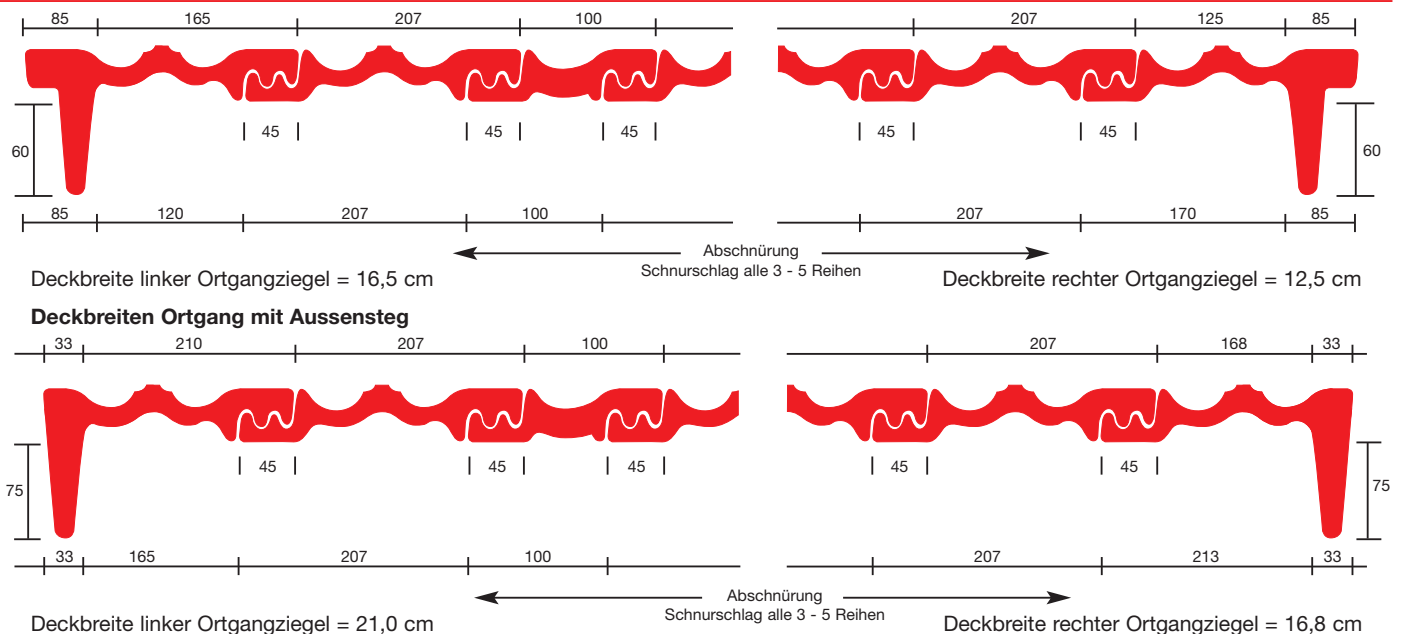 85 165 207 100 207 125 85
45 45 45 45 45
60 60
85 120 207 100 207 170 85
Abschnürung
Schnurschlag alle 3 - 5 Reihen
Deckbreite linker Ortgangziegel = 16,5 cm
Deckbreite rechter Ortgangziegel = 12,5 cm
Deckbreiten Ortgang mit Aussensteg
33 210 207 100 207 168 33
45 45 45 45 45
75 75
33 165 207 100 207 213 33
Abschnürung
Schnurschlag alle 3 - 5 Reihen
Deckbreite linker Ortgangziegel = 21,0 cm
Deckbreite rechter Ortgangziegel = 16,8 cm